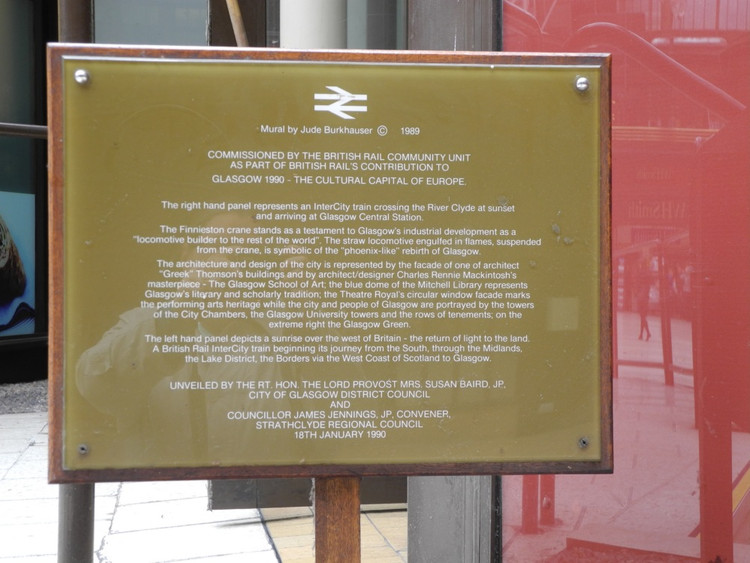 Mural by Jude Burkhauser © 1989
COMMISSIONED BY THE BRITISH RAIL COMMUNITY UNIT
AS PART OF BRITISH RAIL'S CONTRIBUTION TO
GLASGOW 1990 - THE CULTURAL CAPITAL OF EUROPE.
The right hand panel represents an InterCity train crossing the River Clyde at sunset
and arriving at Glasgow Central Station.
The Finnieston crane stands as a testament to Glasgow's industrial development as a
"locomotive builder to the rest of the world". The straw locomotive engulfed in flames, suspended
from the crane, is symbolic of the "phoenix-like" rebirth of Glasgow.
The architecture and design of the city is represented by the facade of one of architect
"Greek" Thomson's buildings and by architect/designer Charles Rennie Mackintosh's
masterpiece - The Glasgow School of Art; the blue dome of the Mitchell Library represents
Glasgow's literary and scholarly tradition; the Theatre Royal's circular window facade marks
the performing arts heritage while the city and people of Glasgow are portrayed by the towers
of the City Chambers, the Glasgow University towers and the rows of tenements; on the
extreme right the Glasgow Green.
The left hand panel depicts a sunrise over the west of Britain - the return of light to the land.
A British Rail InterCity train beginning its journey from the South, through the Midlands,
the Lake District, the Borders via the West Coast of Scotland to Glasgow.
UNVEILED BY THE RT. HON. THE LORD PROVOST MRS. SUSAN BAIRD, JP,
CITY OF GLASGOW DISTRICT COUNCIL
AND
COUNCILLOR JAMES JENNINGS, JP, CONVENER,
STRATHCLYDE REGIONAL COUNCIL
18TH JANUARY 1990
WHSmith